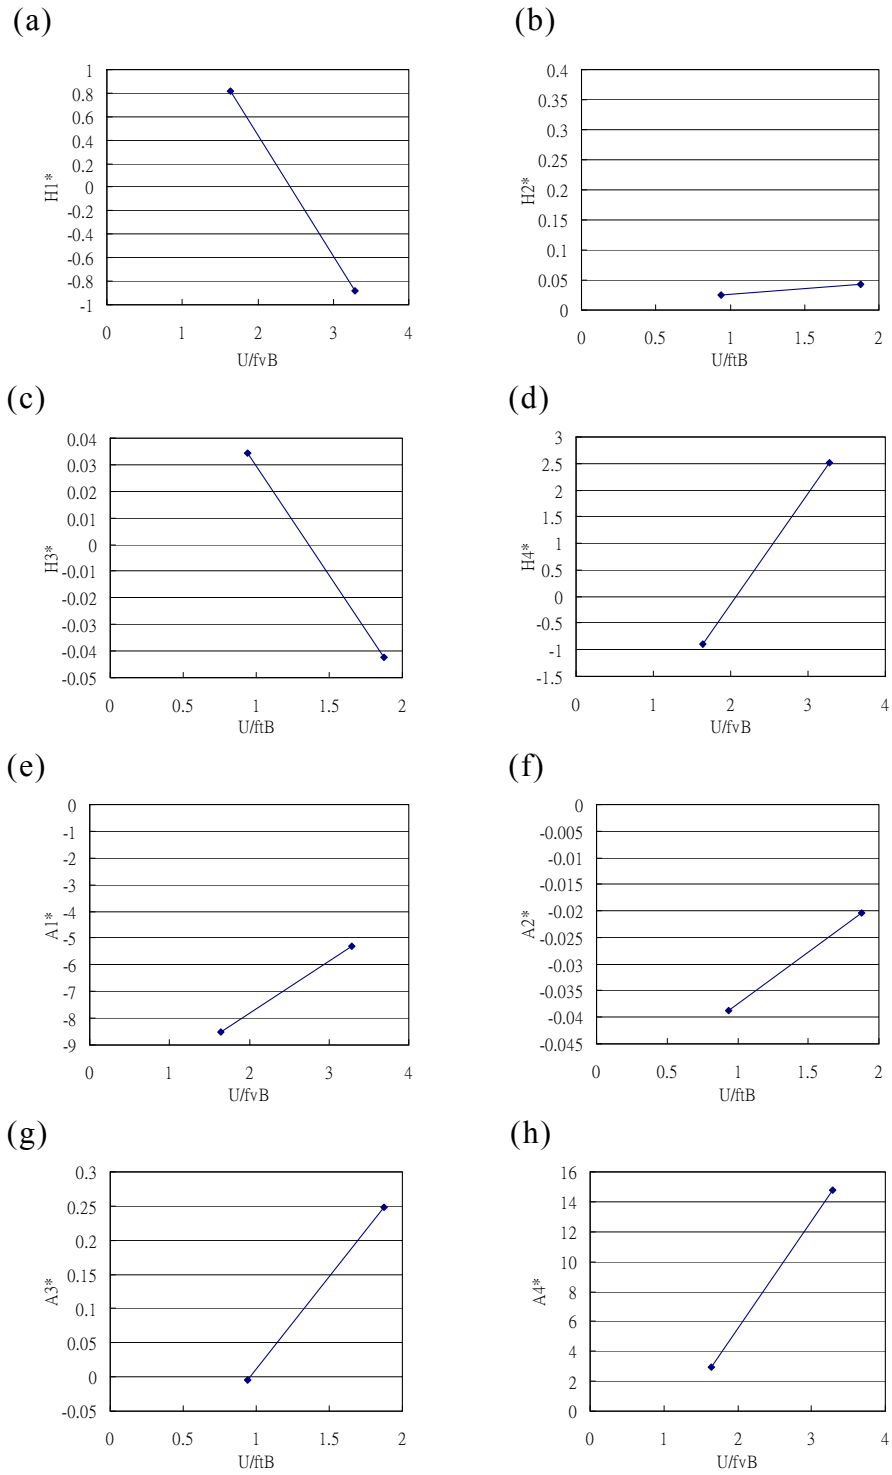 (a)
1
0.8
0.6
0.4
0.2
0
-0.2
-0.4
-0.6
-0.8
-1
H1*
0 1 2 3 4
U/fvB
(b)
0.4
0.35
0.3
0.25
0.2
0.15
0.1
0.05
0
H2*
0 0.5 1 1.5 2
U/ftB
(c)
0.04
0.03
0.02
0.01
0
-0.01
-0.02
-0.03
-0.04
-0.05
H3*
0 0.5 1 1.5 2
U/ftB
(d)
3
2.5
2
1.5
1
0.5
0
-0.5
-1
-1.5
H4*
0 1 2 3 4
U/fvB
(e)
0
-1
-2
-3
-4
-5
-6
-7
-8
-9
A1*
0 1 2 3 4
U/fvB
(f)
0
-0.005
-0.01
-0.015
-0.02
-0.025
-0.03
-0.035
-0.04
-0.045
A2*
0 0.5 1 1.5 2
U/ftB
(g)
0.3
0.25
0.2
0.15
0.1
0.05
0
-0.05
A3*
0 0.5 1 1.5 2
U/ftB
(h)
16
14
12
10
8
6
4
2
0
A4*
0 1 2 3 4
U/fvB